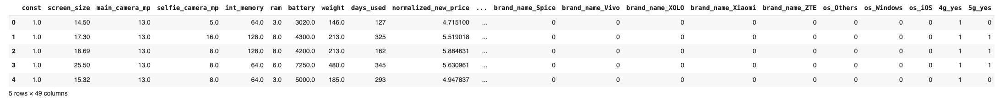 const screen_size main_camera_mp selfie_camera_mp int_memory ram battery weight days_used normalized_new_price ... brand_name_Spice brand_name_Vivo brand_name_XOLO brand_name_Xiaomi brand_name_ZTE os_Others os_Windows os_iOS 4g_yes 5g_yes
0 1.0 14.50 13.0 5.0 64.0 3.0 3020.0 146.0 127 4.715100 ... 0 0 0 0 0 0 0 0 1 0
1 1.0 17.30 13.0 16.0 128.0 8.0 4300.0 213.0 325 5.519018 ... 0 0 0 0 0 0 0 0 1 1
2 1.0 16.69 13.0 8.0 128.0 8.0 4200.0 213.0 162 5.884631 ... 0 0 0 0 0 0 0 0 1 1
3 1.0 25.50 13.0 8.0 64.0 6.0 7250.0 480.0 345 5.630961 ... 0 0 0 0 0 0 0 0 1 1
4 1.0 15.32 13.0 8.0 64.0 3.0 5000.0 185.0 293 4.947837 ... 0 0 0 0 0 0 0 0 1 0
5 rows × 49 columns